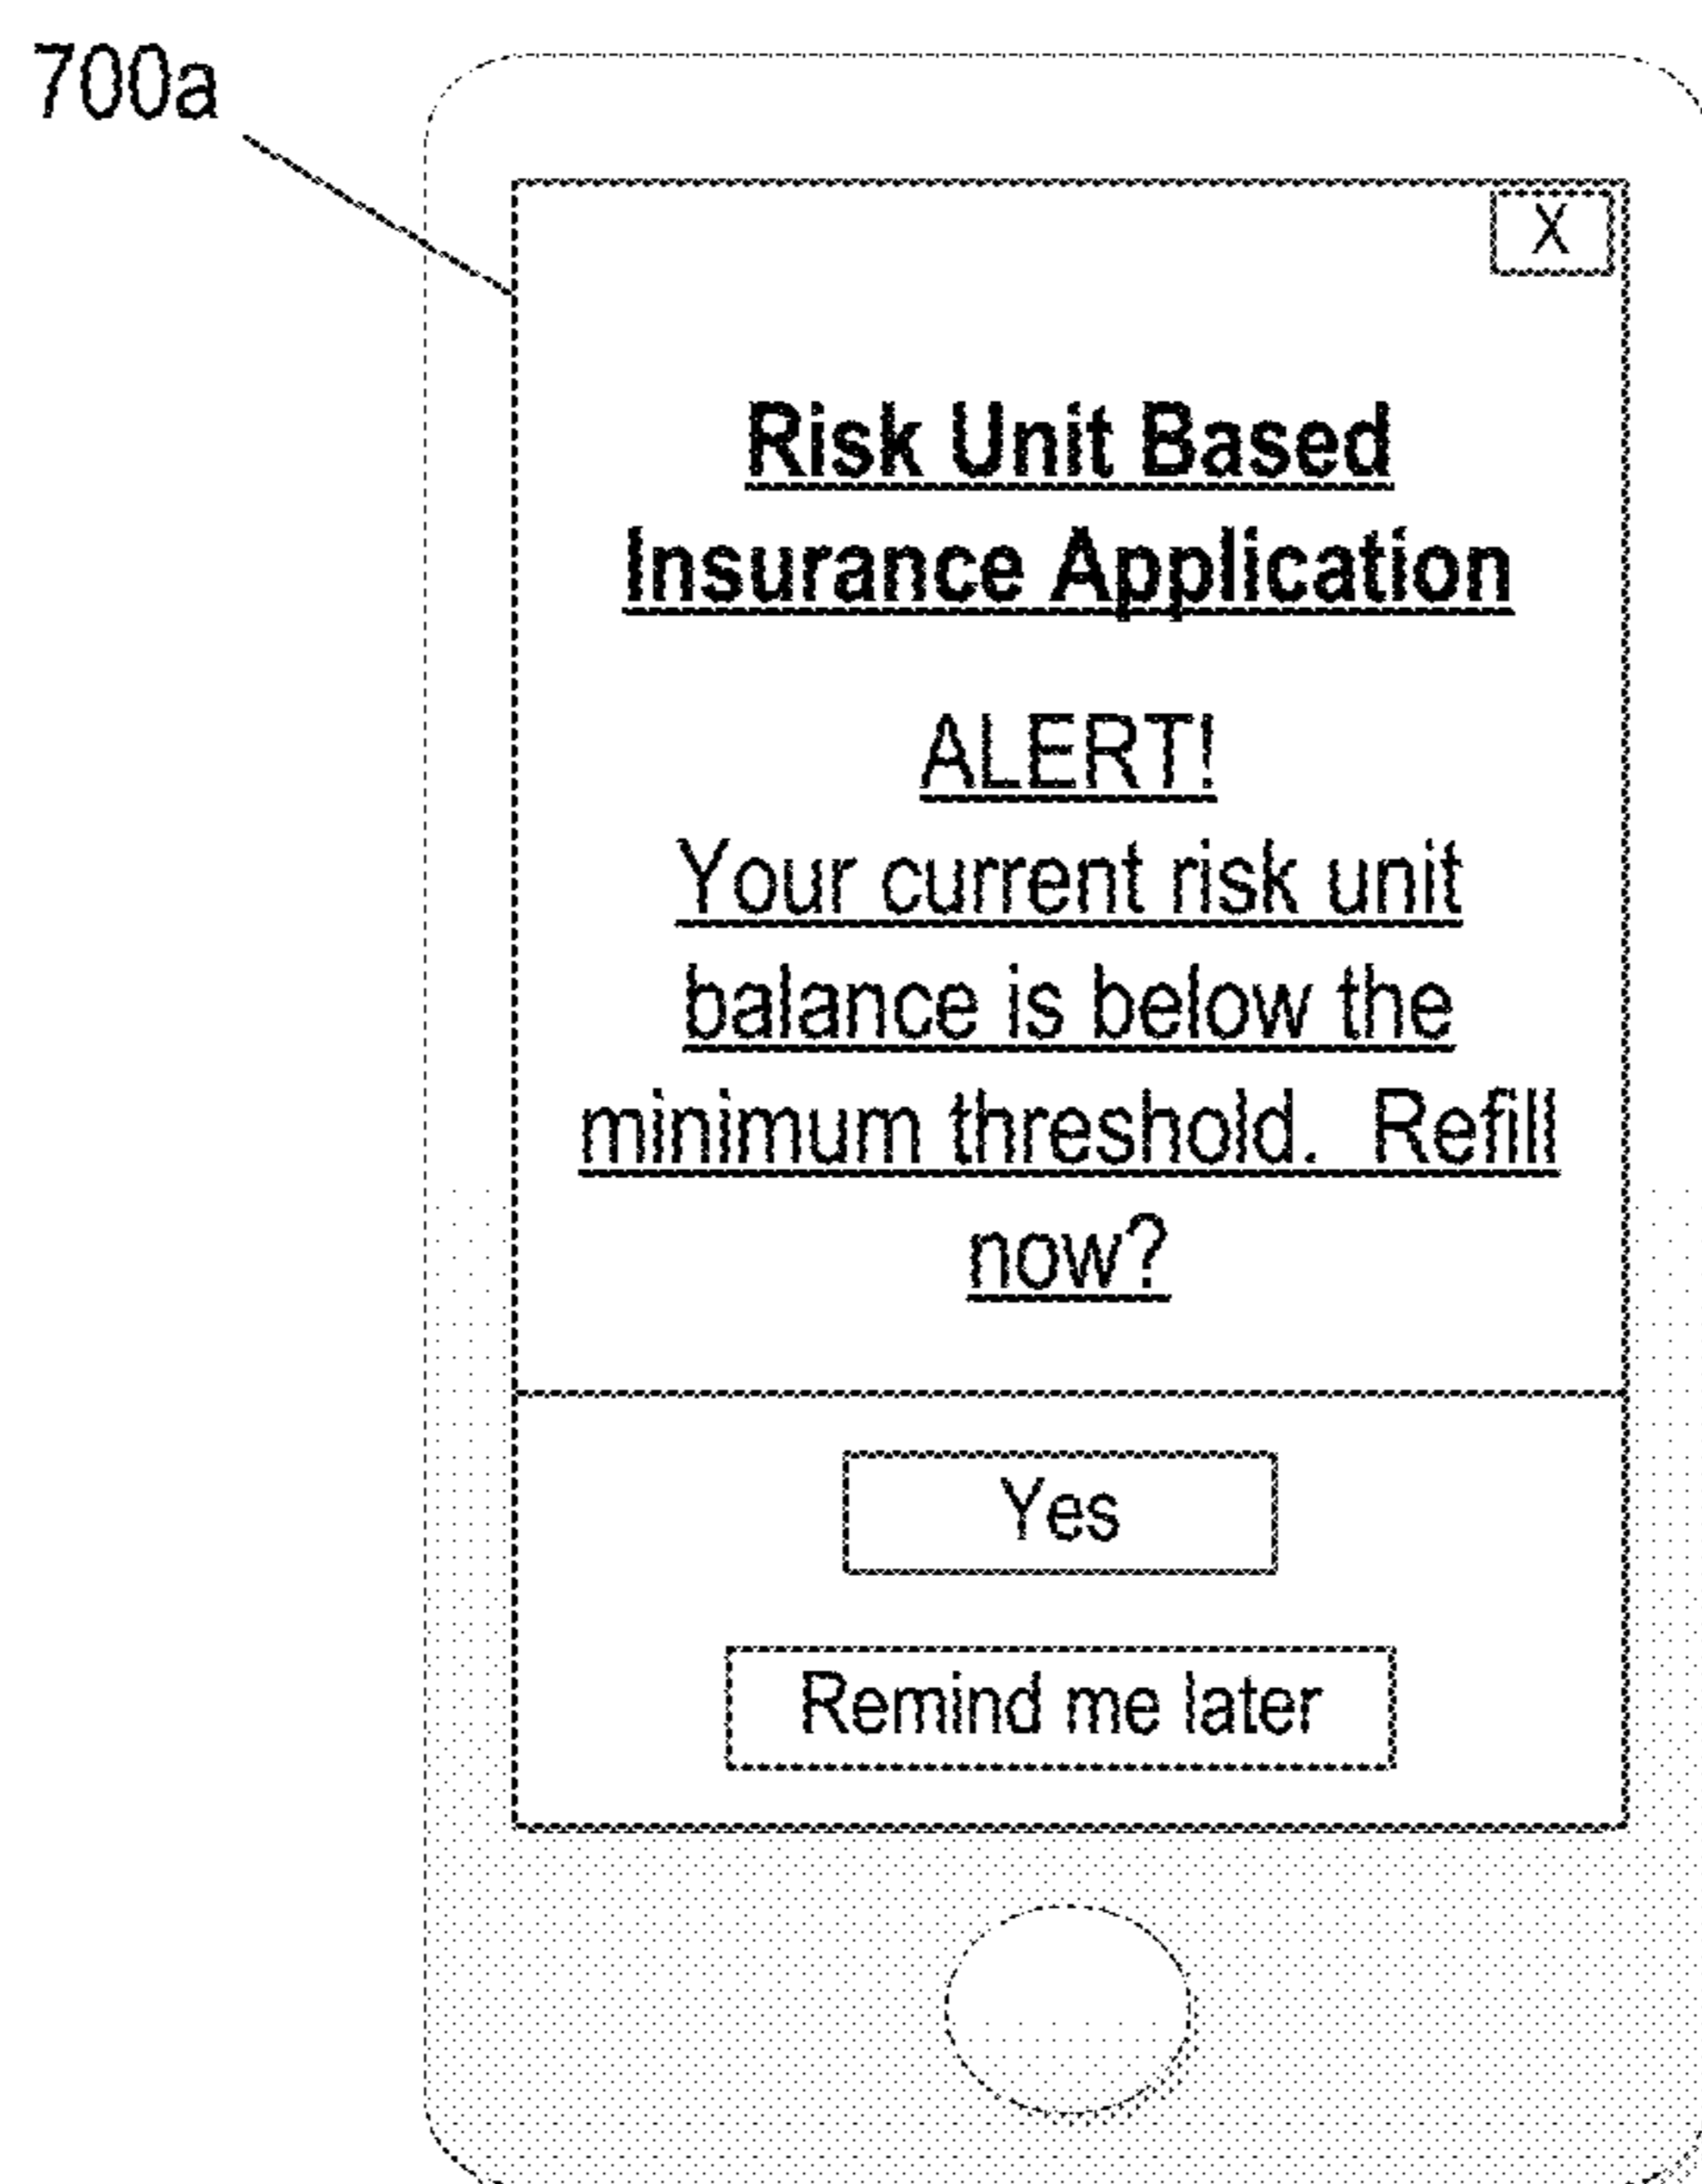 700a
X
Risk Unit Based
Insurance Application
ALERT!
Your current risk unit
balance is below the
minimum threshold.  Refill
now?
Yes
Remind me later